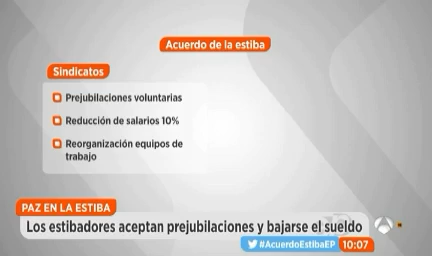 Acuerdo de la estiba
Sindicatos
Prejubilaciones voluntarias
Reducción de salarios 10%
Reorganización equipos de
trabajo
PAZ EN LA ESTIBA
Los estibadores aceptan prejubilaciones y bajarse el sueldo
#AcuerdoEstibaEP 10:07